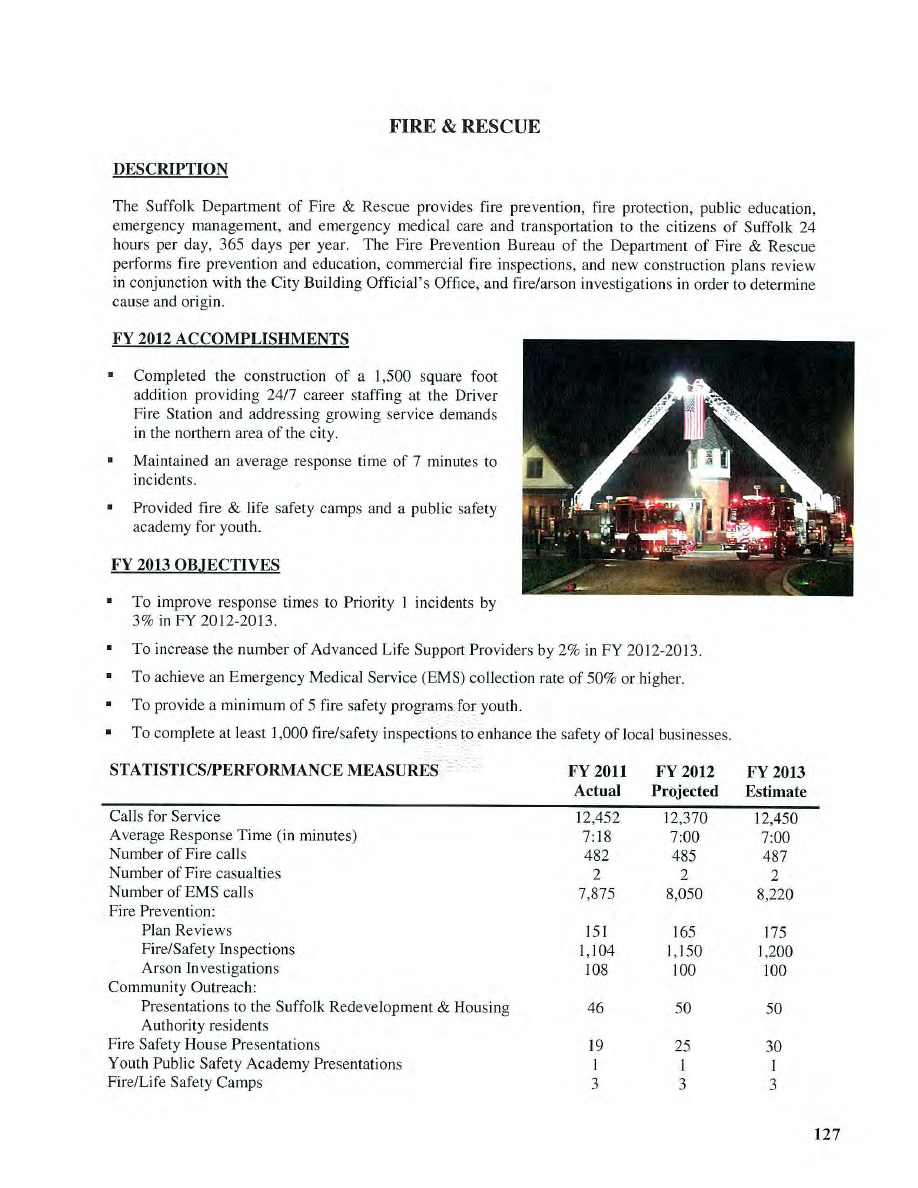 FIRE & RESCUE
DESCRIPTION
The Suffolk Department of Fire & Rescue provides fire prevention, fire protection, public education,
emergency management, and emergency medical care and transportation to the citizens of Suffolk 24
hours per day, 365 days per year. The Fire Prevention Bureau of the Department of Fire & Rescue
performs fire prevention and education, commercial fire inspections, and new construction plans review
in conjunction with the City Building Official's Office, and fire/arson investigations in order to determine
cause and origin.
FY 2012 ACCOMPLISHMENTS
▪ Completed the construction of a 1,500 square foot
addition providing 24/7 career staffing at the Driver
Fire Station and addressing growing service demands
in the northern area of the city.
▪ Maintained an average response time of 7 minutes to
incidents.
▪ Provided fire & life safety camps and a public safety
academy for youth.
FY 2013 OBJECTIVES
▪ To improve response times to Priority 1 incidents by
3% in FY 2012-2013.
▪ To increase the number of Advanced Life Support Providers by 2% in FY 2012-2013.
▪ To achieve an Emergency Medical Service (EMS) collection rate of 50% or higher.
▪ To provide a minimum of 5 fire safety programs for youth.
▪ To complete at least 1,000 fire/safety inspections to enhance the safety of local businesses.
STATISTICS/PERFORMANCE MEASURES FY 2011 FY 2012 FY 2013
Actual Projected Estimate
Calls for Service 12,452 12,370 12,450
Average Response Time (in minutes) 7:18 7:00 7:00
Number of Fire calls 482 485 487
Number of Fire casualties 2 2 2
Number of EMS calls 7,875 8,050 8,220
Fire Prevention:
Plan Reviews 151 165 175
Fire/Safety Inspections 1,104 1,150 1,200
Arson Investigations 108 100 100
Community Outreach:
Presentations to the Suffolk Redevelopment & Housing 46 50 50
Authority residents
Fire Safety House Presentations 19 25 30
Youth Public Safety Academy Presentations 1 1 1
Fire/Life Safety Camps 3 3 3
127